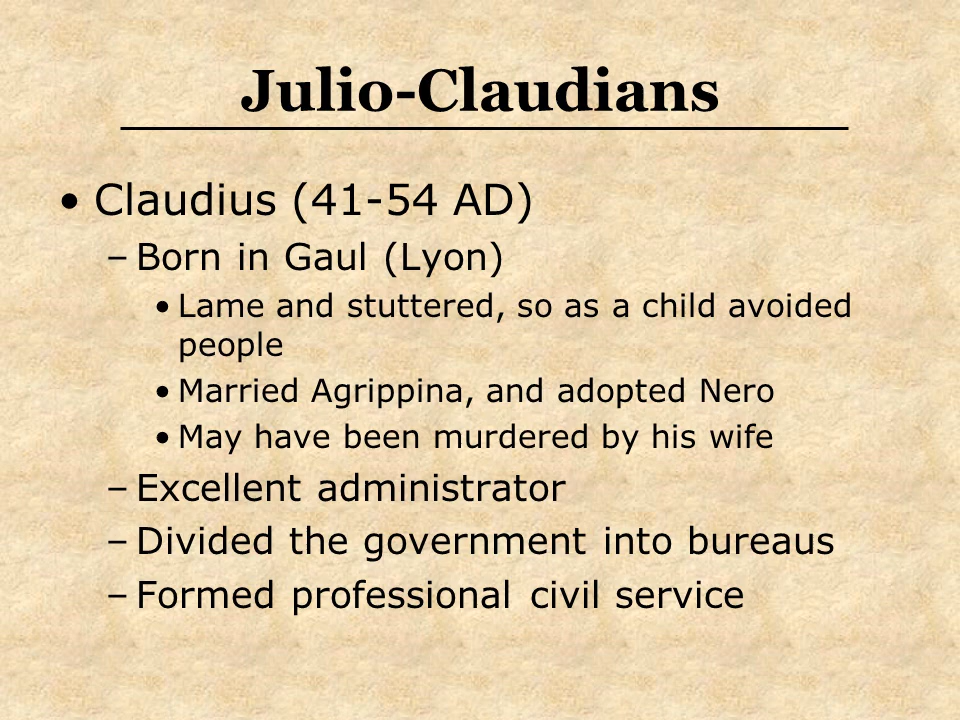 Julio-Claudians
• Claudius (41-54 AD)
– Born in Gaul (Lyon)
• Lame and stuttered, so as a child avoided
people
• Married Agrippina, and adopted Nero
• May have been murdered by his wife
– Excellent administrator
– Divided the government into bureaus
– Formed professional civil service